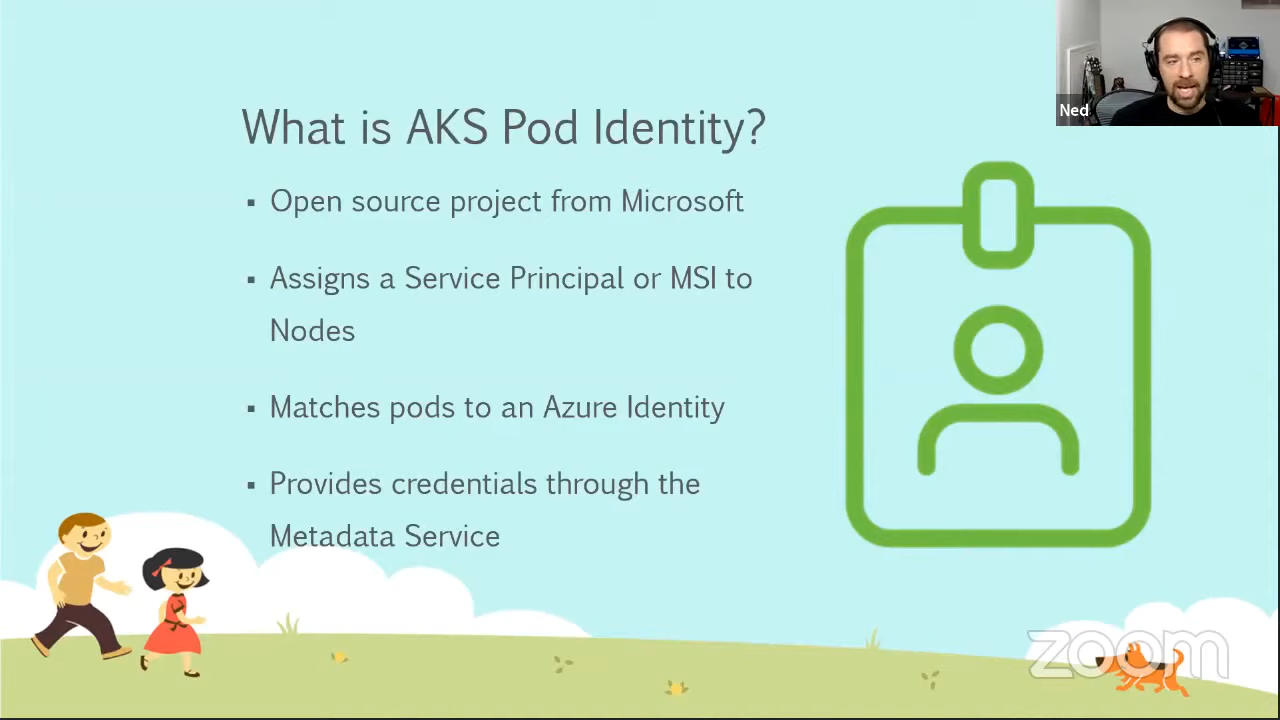 What is AKS Pod Identity?
▪ Open source project from Microsoft
▪ Assigns a Service Principal or MSI to
Nodes
▪ Matches pods to an Azure Identity
▪ Provides credentials through the
Metadata Service
Ned
zoom